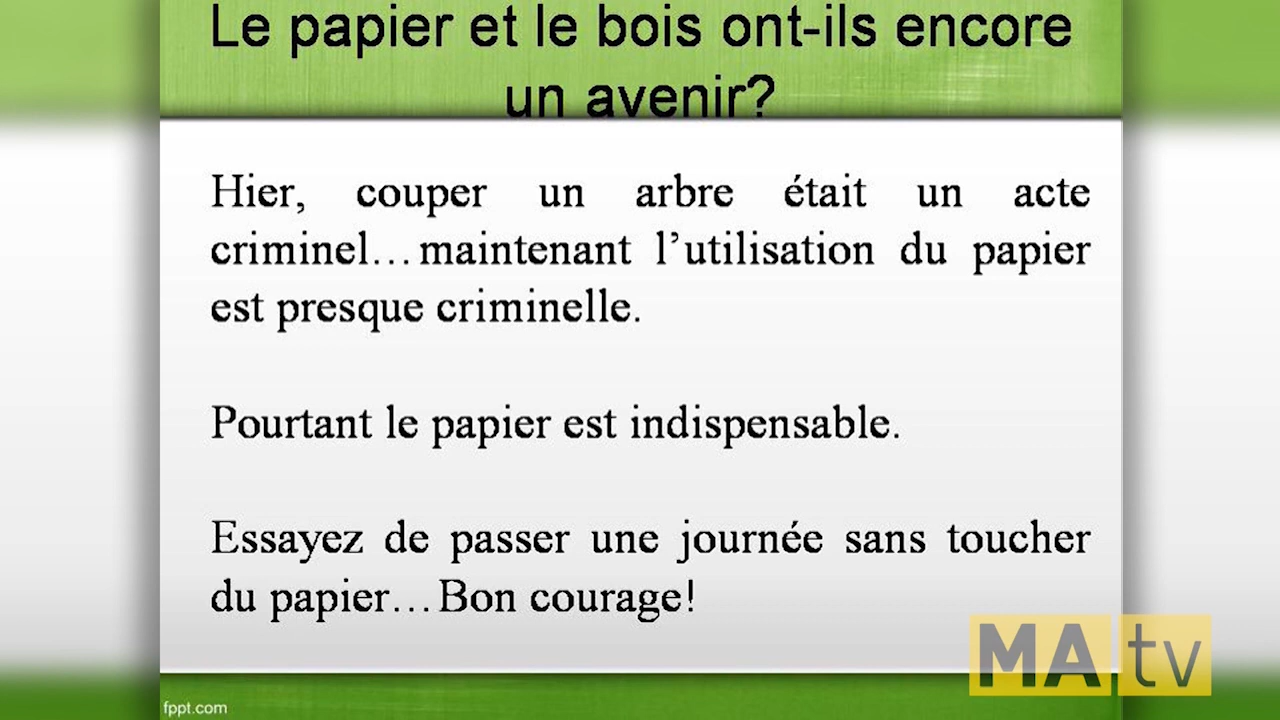 Le papier et le bois ont-ils encore
un avenir?
Hier, couper un arbre était un acte
criminel…maintenant l’utilisation du papier
est presque criminelle.
Pourtant le papier est indispensable.
Essayez de passer une journée sans toucher
du papier…Bon courage!
MAtv
fppt.com